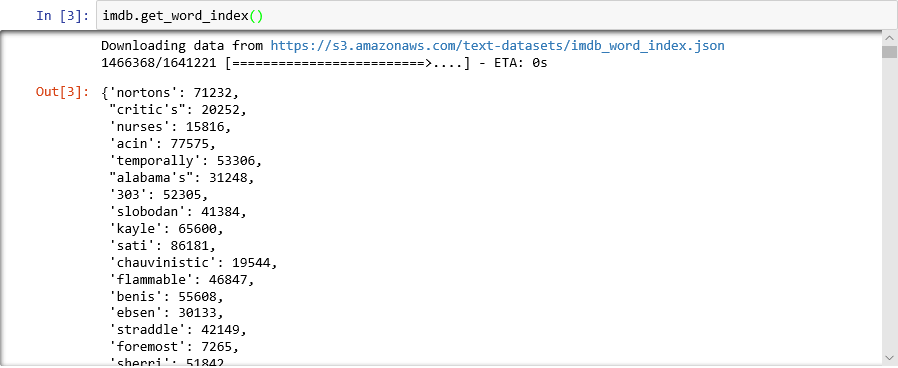 In [3]: imdb.get_word_index()
Downloading data from https://s3.amazonaws.com/text-datasets/imdb_word_index.json
1466368/1641221 [=========================>....] - ETA: 0s
Out[3]: {'nortons': 71232,
"critic's": 20252,
'nurses': 15816,
'acin': 77575,
'temporally': 53306,
"alabama's": 31248,
'303': 52305,
'slobodan': 41384,
'kayle': 65600,
'sati': 86181,
'chauvinistic': 19544,
'flammable': 46847,
'benis': 55608,
'ebsen': 30133,
'straddle': 42149,
'foremost': 7265,
'sherri': 51842